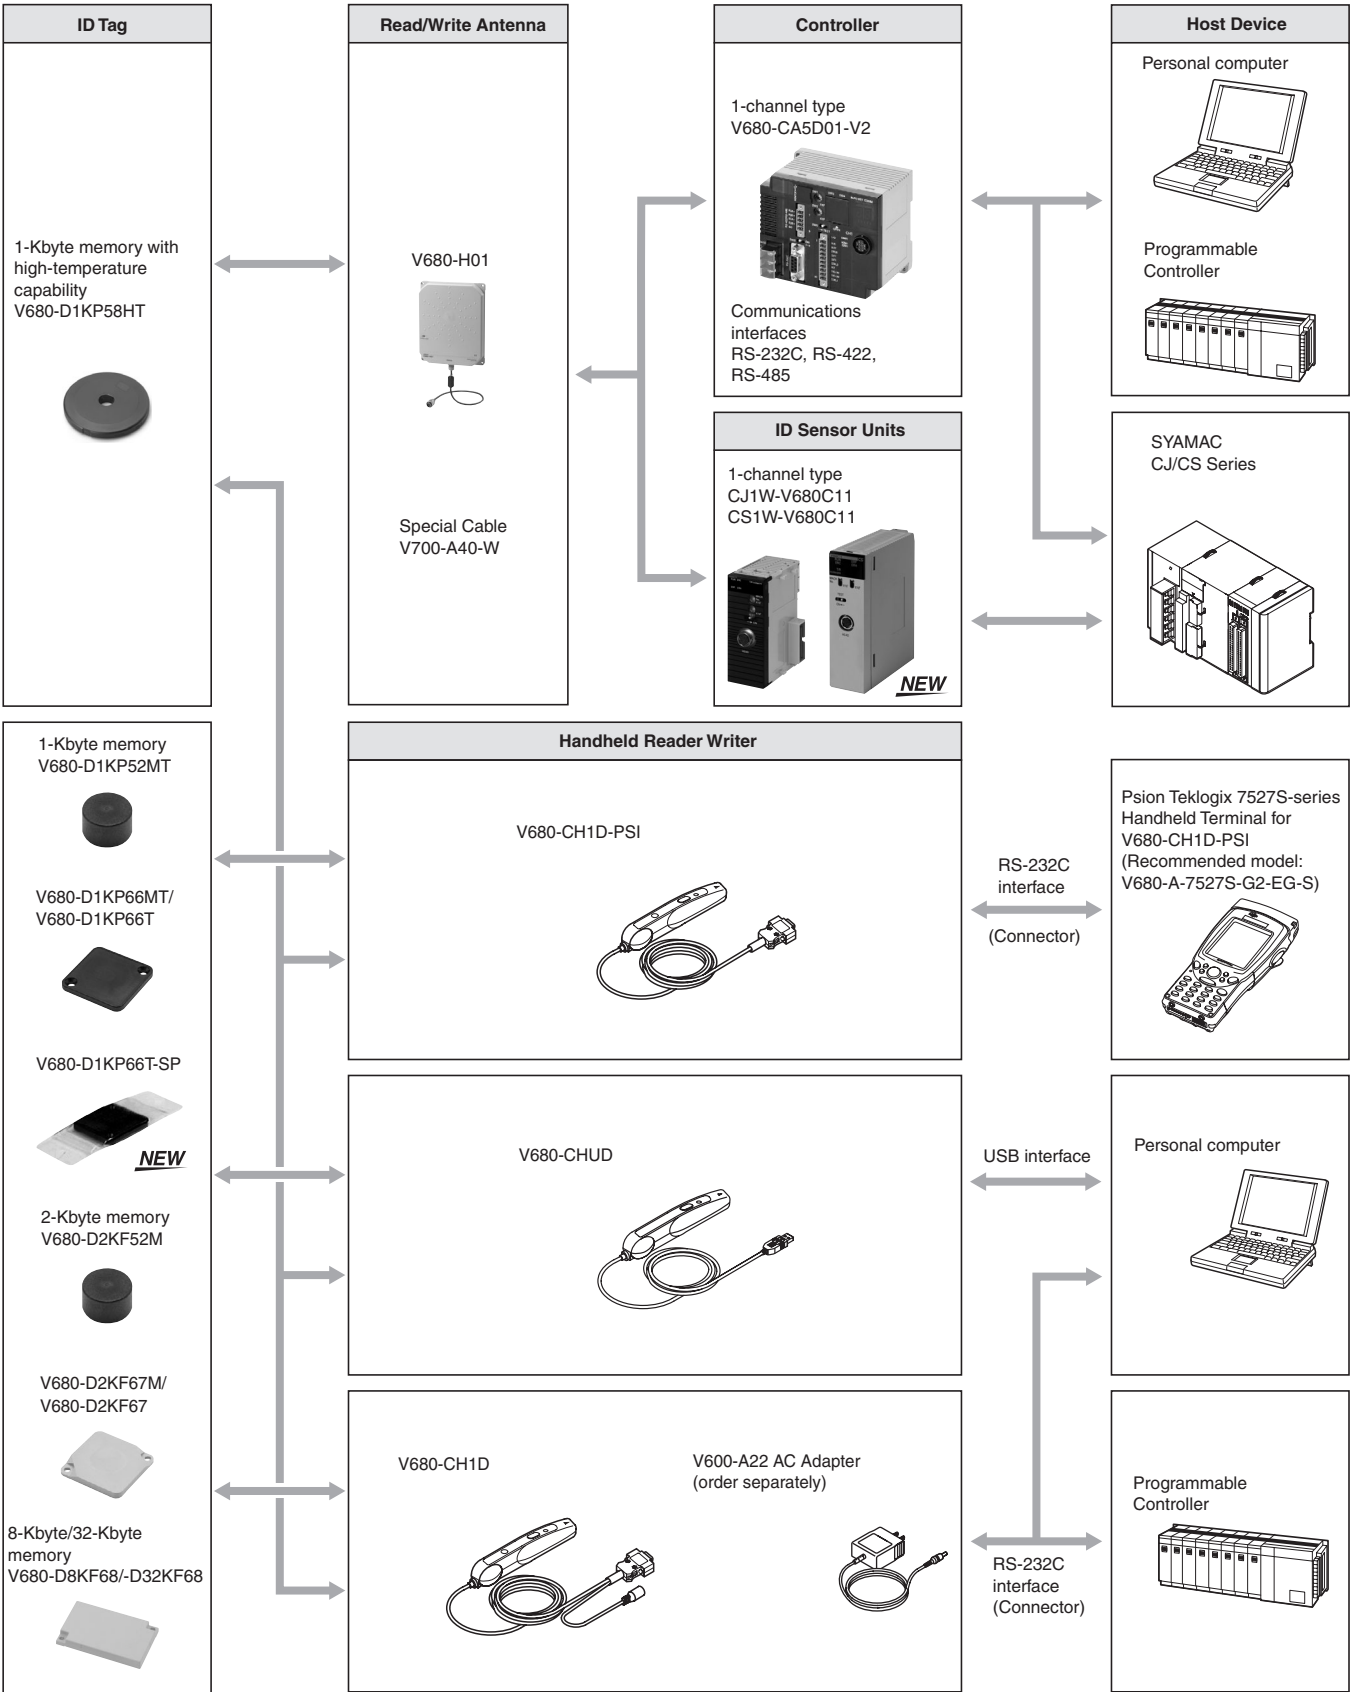 ID Tag
Read/Write Antenna
Controller
Host Device
1-Kbyte memory with
high-temperature
capability
V680-D1KP58HT
V680-H01
Special Cable
V700-A40-W
1-channel type
V680-CA5D01-V2
Communications
interfaces
RS-232C, RS-422,
RS-485
Personal computer
Programmable
Controller
ID Sensor Units
1-channel type
CJ1W-V680C11
CS1W-V680C11
NEW
SYAMAC
CJ/CS Series
1-Kbyte memory
V680-D1KP52MT
V680-D1KP66MT/
V680-D1KP66T
V680-D1KP66T-SP
NEW
2-Kbyte memory
V680-D2KF52M
V680-D2KF67M/
V680-D2KF67
8-Kbyte/32-Kbyte
memory
V680-D8KF68/-D32KF68
Handheld Reader Writer
V680-CH1D-PSI
RS-232C
interface
(Connector)
Psion Teklogix 7527S-series
Handheld Terminal for
V680-CH1D-PSI
(Recommended model:
V680-A-7527S-G2-EG-S)
V680-CHUD
USB interface
Personal computer
V680-CH1D
V600-A22 AC Adapter
(order separately)
RS-232C
interface
(Connector)
Programmable
Controller